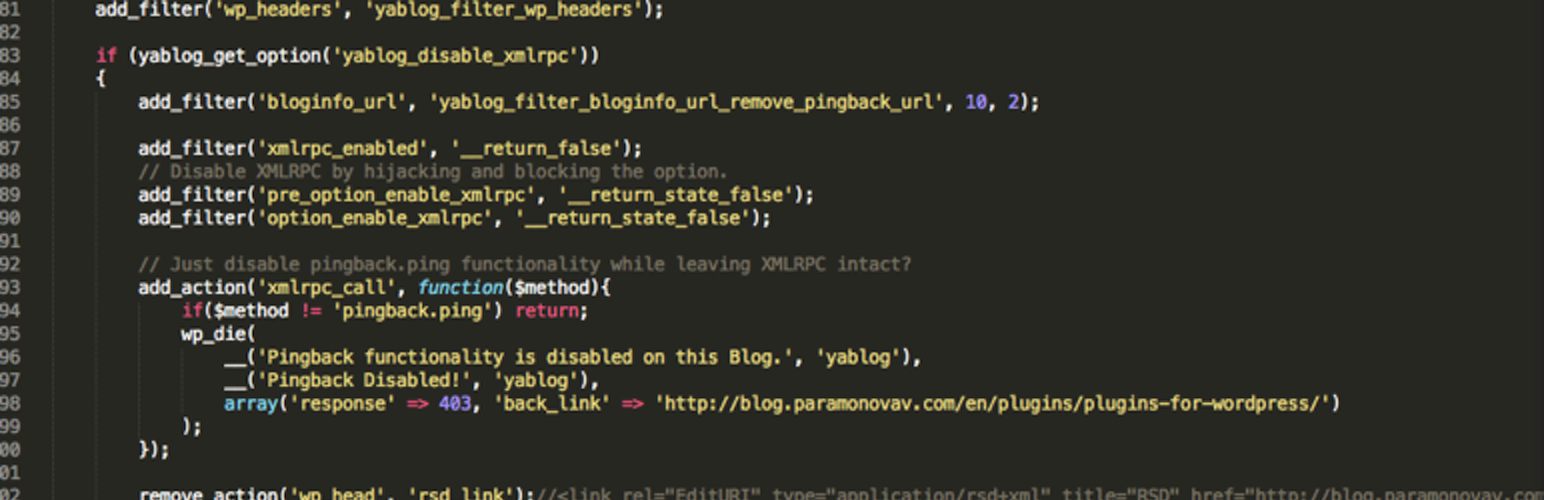 81 add_filter('wp_headers', 'yablog_filter_wp_headers');
82
83 if (yablog_get_option('yablog_disable_xmlrpc'))
84 {
85 add_filter('bloginfo_url', 'yablog_filter_bloginfo_url_remove_pingback_url', 10, 2);
86
87 add_filter('xmlrpc_enabled', '__return_false');
88 // Disable XMLRPC by hijacking and blocking the option.
89 add_filter('pre_option_enable_xmlrpc', '__return_state_false');
90 add_filter('option_enable_xmlrpc', '__return_state_false');
91
92 // Just disable pingback.ping functionality while leaving XMLRPC intact?
93 add_action('xmlrpc_call', function($method){
94 if($method != 'pingback.ping') return;
95 wp_die(
96 __('Pingback functionality is disabled on this Blog.', 'yablog'),
97 __('Pingback Disabled!', 'yablog'),
98 array('response' => 403, 'back_link' => 'http://blog.paramonovav.com/en/plugins/plugins-for-wordpress/')
99 );
00 });
01
02 remove_action('wp_head', 'rsd_link');//<link rel="EditURI" type="application/rsd+xml" title="RSD" href="http://blog.paramonovav.con